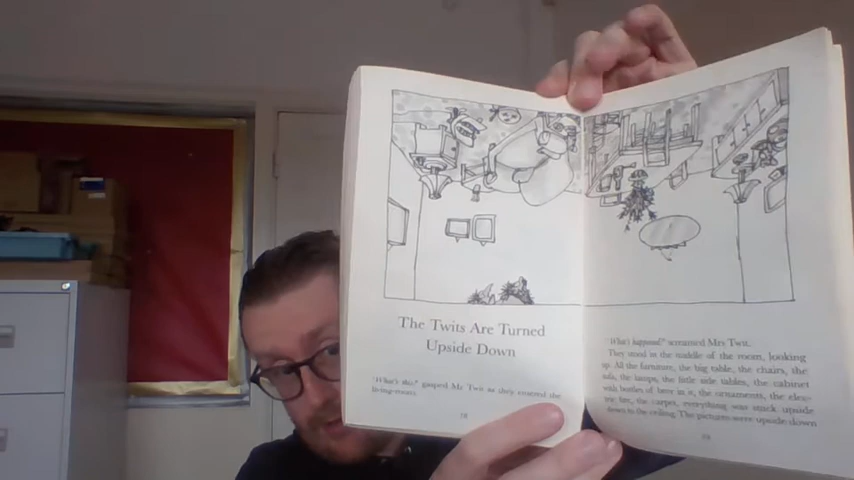 The Twits Are Turned
Upside Down
"What's this?" gasped Mr Twit as they entered the
living-room.
58
"What's happened?" screamed Mrs Twit.
They stood in the middle of the room, looking
up. All the furniture, the big table, the chairs, the
sofa, the lamps, the little side tables, the cabinet
with bottles of beer in it, the ornaments, the elec-
tric fire, the carpet, everything was stuck upside
down to the ceiling. The pictures were upside down
59